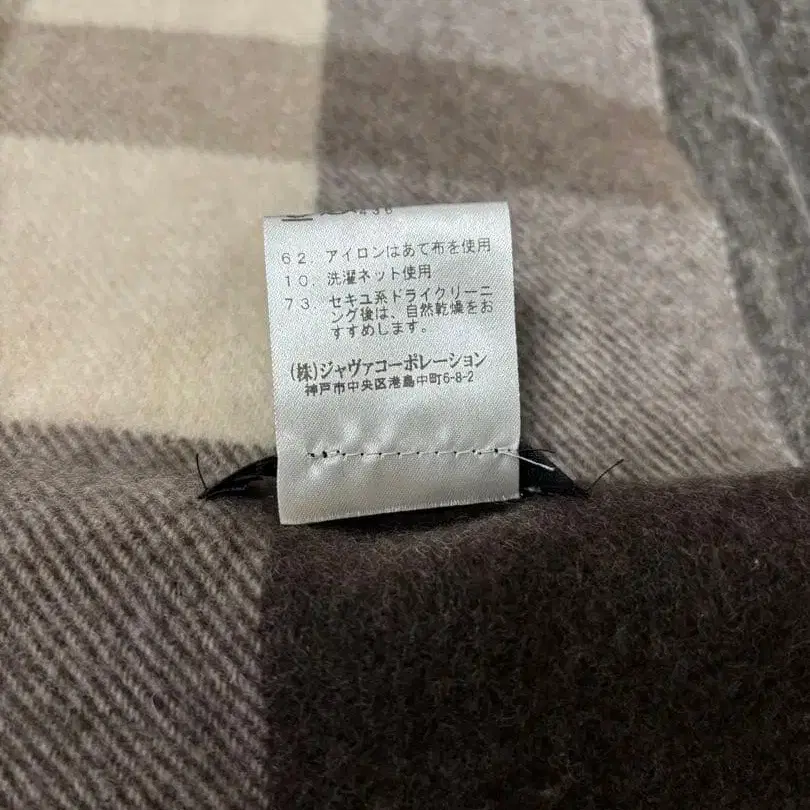 62. アイロンはあて布を使用
10. 洗濯ネット使用
73 セキユ系ドライクリーニ
ング後は、自然乾燥をお
すすめします。
(株)ジャヴァコーポレーション
神戸市中央区港島中町6-8-2